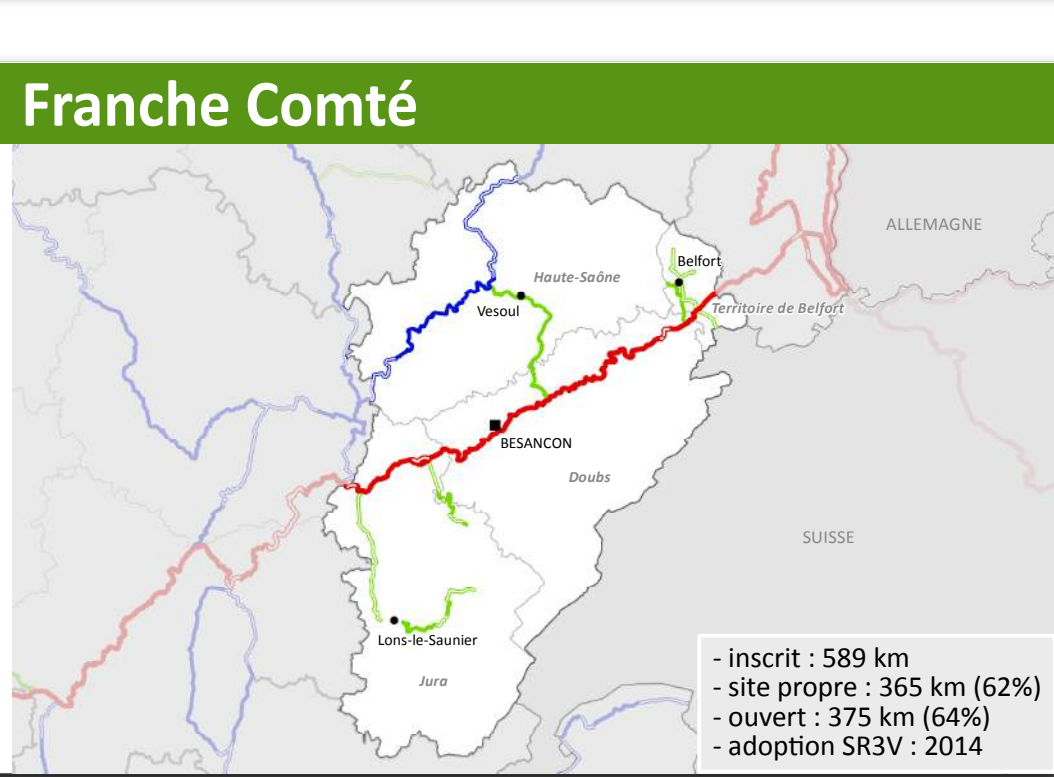 Franche Comté
ALLEMAGNE
Belfort
Haute-Saône
Vesoul
Territoire de Belfort
BESANCON
Doubs
SUISSE
Lons-le-Saunier
Jura
- inscrit : 589 km
- site propre : 365 km (62%)
- ouvert : 375 km (64%)
- adoption SR3V : 2014